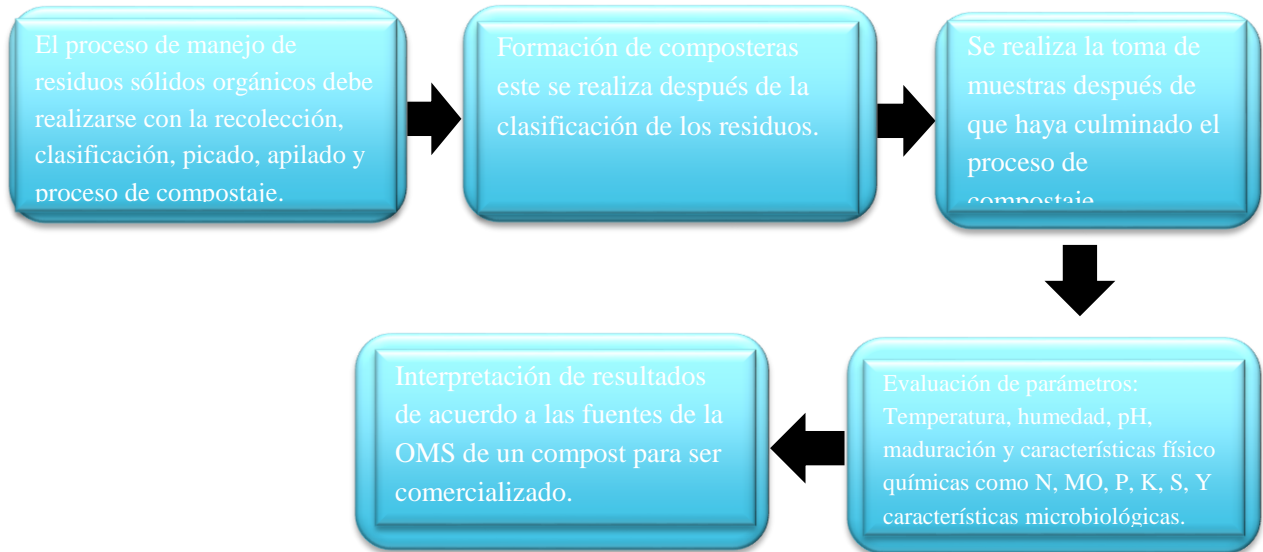 El proceso de manejo de
residuos sólidos orgánicos debe
realizarse con la recolección,
clasificación, picado, apilado y
proceso de compostaje.
Formación de composteras
este se realiza después de la
clasificación de los residuos.
Se realiza la toma de
muestras después de
que haya culminado el
proceso de
compostaje
Evaluación de parámetros:
Temperatura, humedad, pH,
maduración y características físico
químicas como N, MO, P, K, S, Y
características microbiológicas.
Interpretación de resultados
de acuerdo a las fuentes de la
OMS de un compost para ser
comercializado.